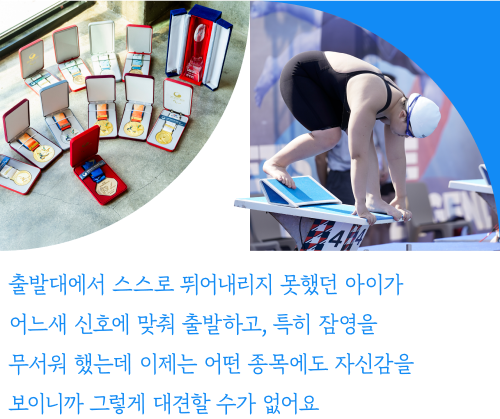 4 4
출발대에서 스스로 뛰어내리지 못했던 아이가
어느새 신호에 맞춰 출발하고, 특히 잠영을
무서워 했는데 이제는 어떤 종목에도 자신감을
보이니까 그렇게 대견할 수가 없어요